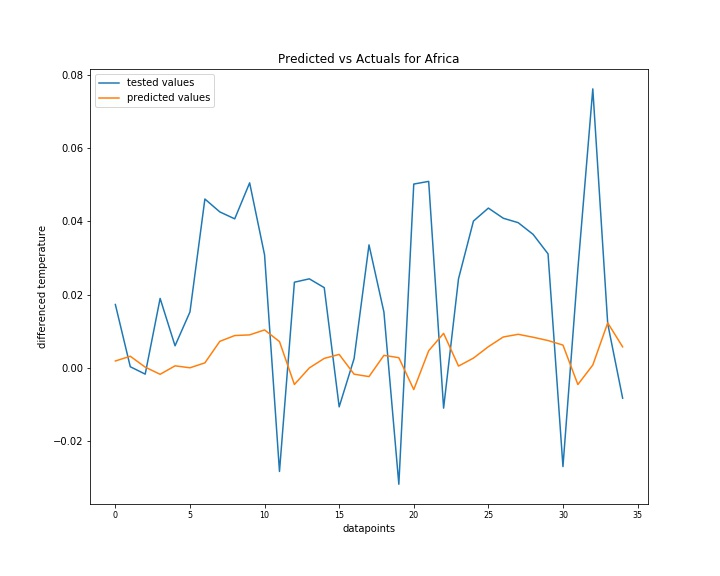 Predicted vs Actuals for Africa
tested values
predicted values
0.08
0.06
0.04
0.02
0.00
−0.02
differenced temperature
0 5 10 15 20 25 30 35
datapoints